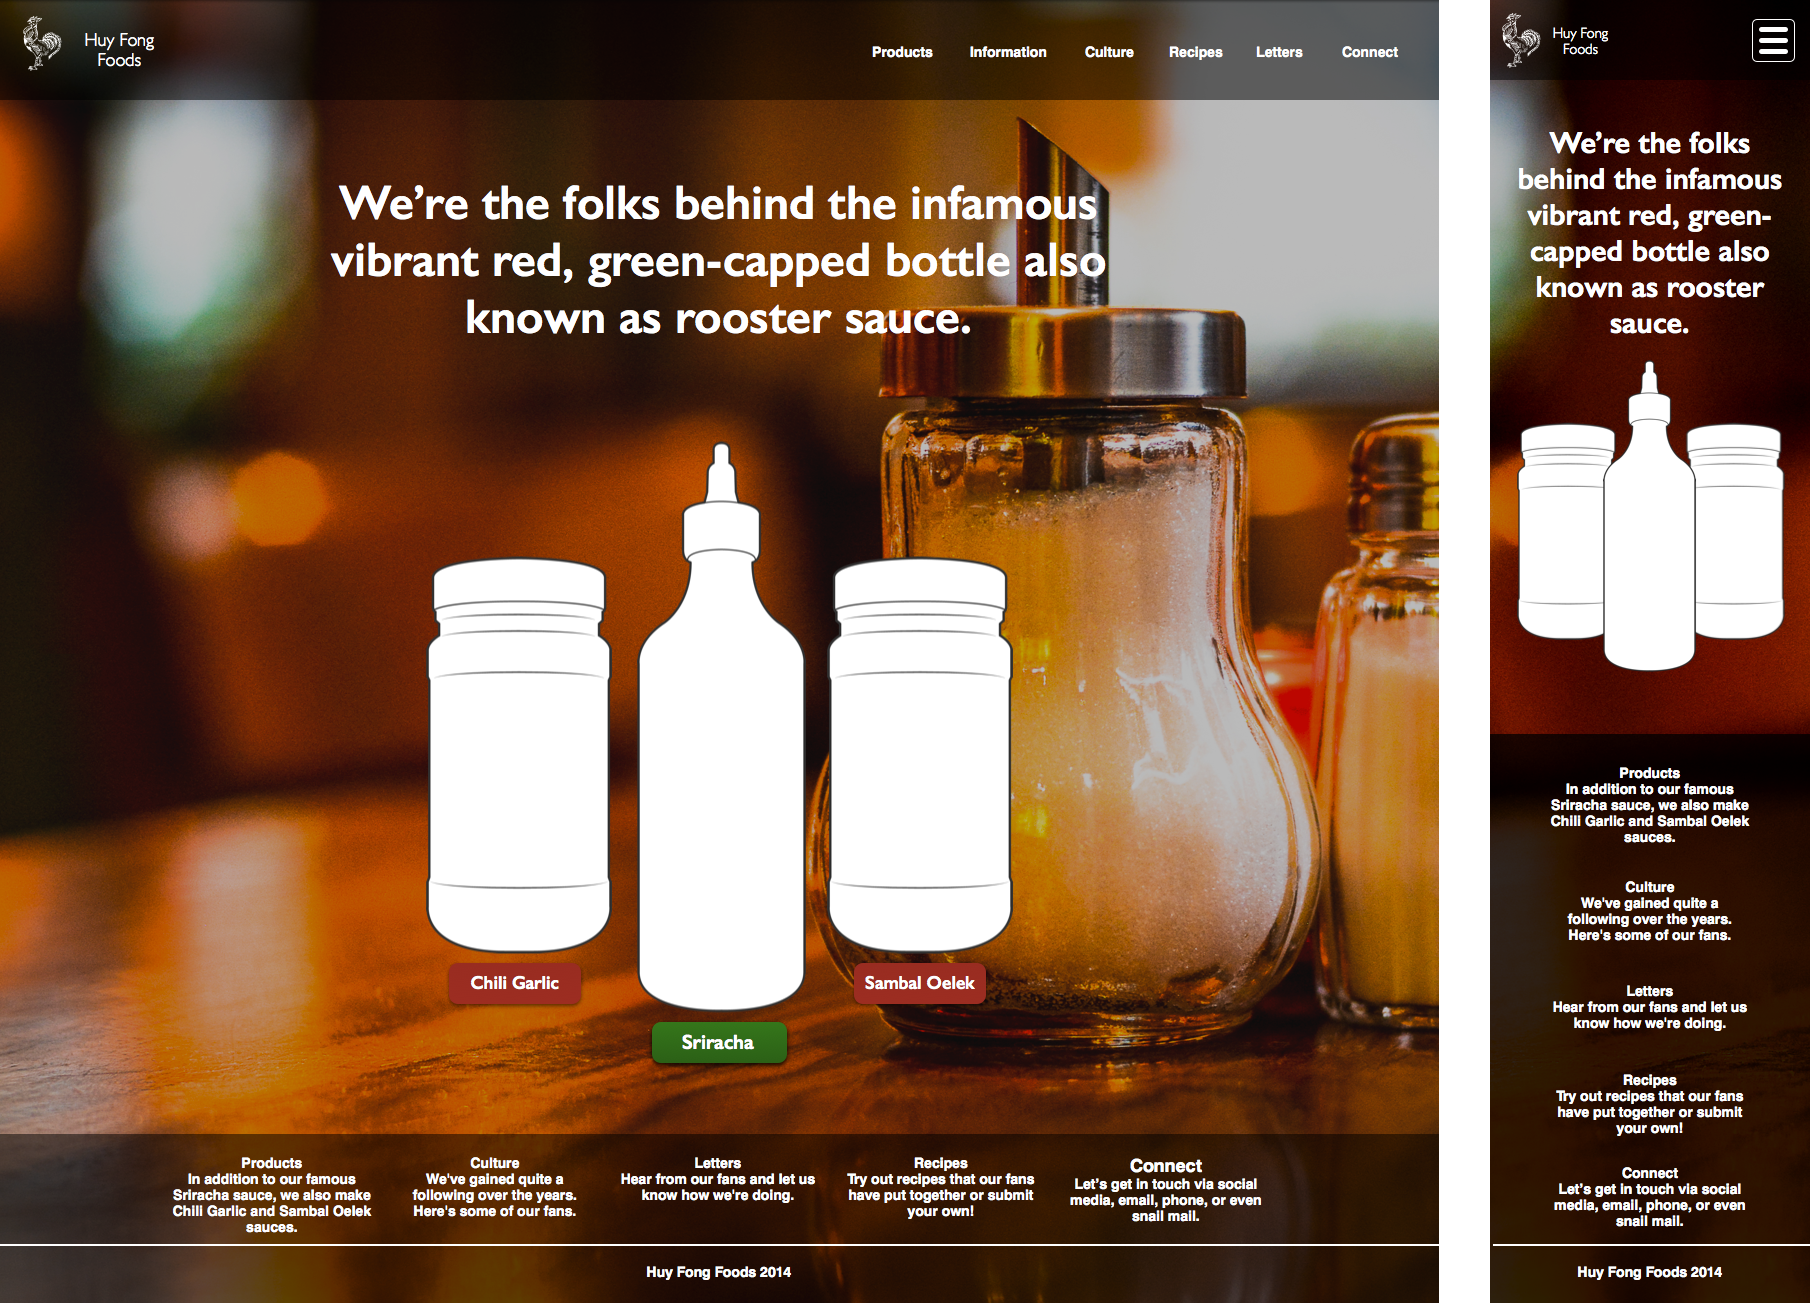 Huy Fong
Foods
Products Information Culture Recipes Letters Connect
We're the folks behind the infamous
vibrant red, green-capped bottle also
known as rooster sauce.
Chili Garlic
Sambal Oelek
Sriracha
Products
In addition to our famous
Sriracha sauce, we also make
Chili Garlic and Sambal Oelek
sauces.
Culture
We've gained quite a
following over the years.
Here's some of our fans.
Letters
Hear from our fans and let us
know how we're doing.
Recipes
Try out recipes that our fans
have put together or submit
your own!
Connect
Let's get in touch via social
media, email, phone, or even
snail mail.
Huy Fong Foods 2014
Huy Fong
Foods
We're the folks
behind the infamous
vibrant red, green-
capped bottle also
known as rooster
sauce.
Products
In addition to our famous
Sriracha sauce, we also make
Chili Garlic and Sambal Oelek
sauces.
Culture
We've gained quite a
following over the years.
Here's some of our fans.
Letters
Hear from our fans and let us
know how we're doing.
Recipes
Try out recipes that our fans
have put together or submit
your own!
Connect
Let's get in touch via social
media, email, phone, or even
snail mail.
Huy Fong Foods 2014